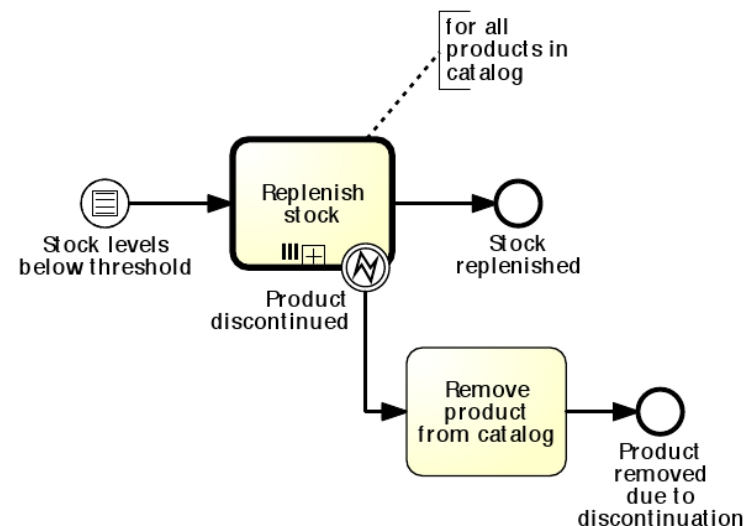 for all
products in
catalog
Replenish
stock
Stock levels
below threshold
Stock
replenished
Product
discontinued
Remove
product
from catalog
Product
removed
due to
discontinuation